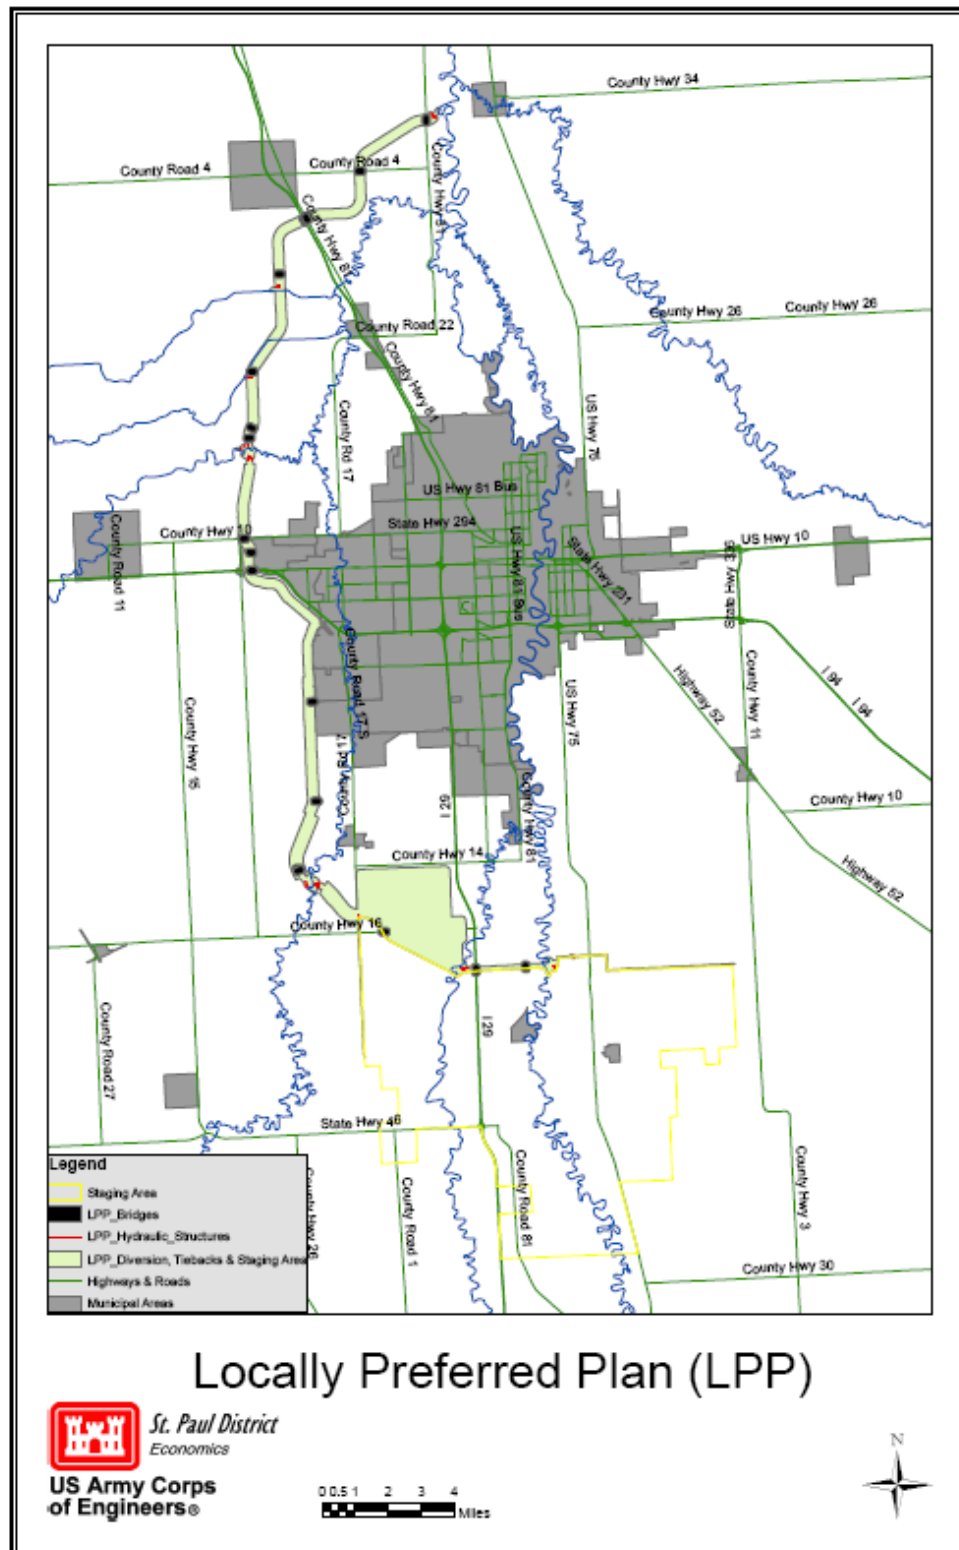 County Hwy 34
County Road 4
County Road 4
County Hwy 81
County Hwy 81
County Hwy 26
County Hwy 26
County Road 22
County Hwy 81
US Hwy 75
County Rd 17
US Hwy 81 Bus
State Hwy 294
County Hwy 10
US Hwy 10
County Road 11
US Hwy 81 Bus
State Hwy 231
State Hwy 336
County Road 17 S
Highway 52
I 94
I 94
US Hwy 75
County Hwy 11
County Hwy 15
County Rd 17
I 29
County Hwy 81
County Hwy 10
County Hwy 14
Highway 52
County Hwy 16
I 29
County Road 27
State Hwy 46
County Hwy 26
County Road 1
County Road 81
County Hwy 3
County Hwy 30
Legend
Staging Area
LPP_Bridges
LPP_Hydraulic_Structures
LPP_Diversion, Tiebacks & Staging Area
Highways & Roads
Municipal Areas
Locally Preferred Plan (LPP)
St. Paul District
Economics
US Army Corps
of Engineers®
N
0 0.5 1 2 3 4
Miles